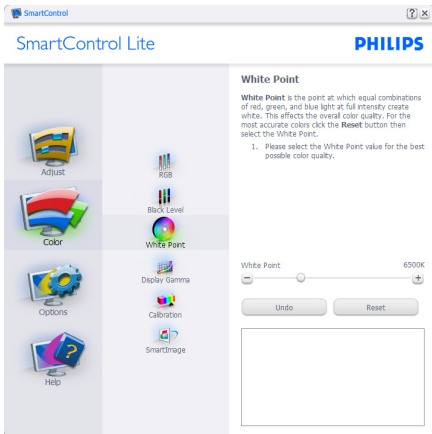 SmartControl
SmartControl Lite
PHILIPS
Adjust
Color
Options
Help
RGB
Black Level
White Point
Display Gamma
Calibration
SmartImage
White Point
White Point is the point at which equal combinations
of red, green, and blue light at full intensity create
white. This effects the overall color quality. For the
most accurate colors click the Reset button then
select the White Point.
1. Please select the White Point value for the best
possible color quality.
White Point 6500K
Undo Reset